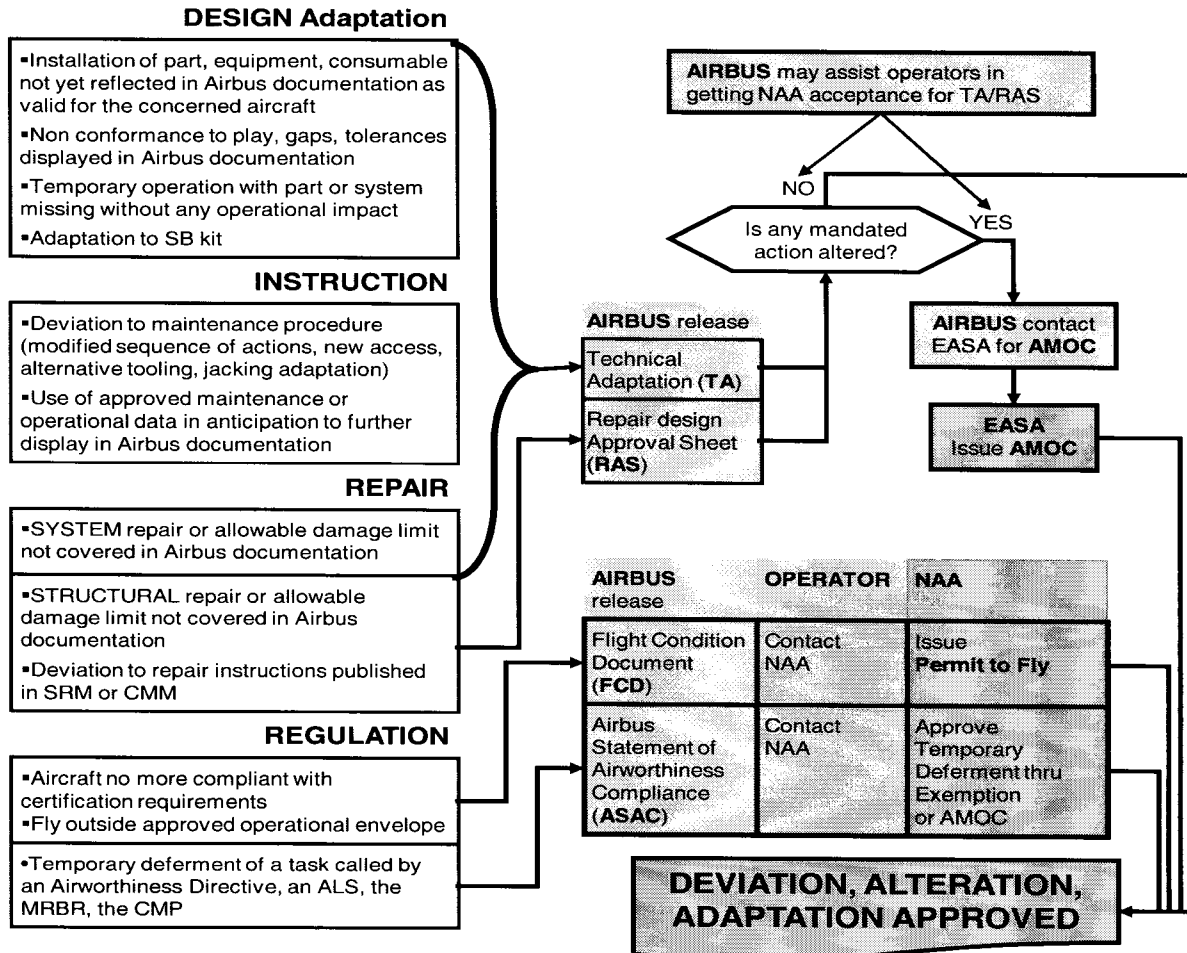 DESIGN Adaptation
▪Installation of part, equipment, consumable
not yet reflected in Airbus documentation as
valid for the concerned aircraft
▪Non conformance to play, gaps, tolerances
displayed in Airbus documentation
▪Temporary operation with part or system
missing without any operational impact
▪Adaptation to SB kit
INSTRUCTION
▪Deviation to maintenance procedure
(modified sequence of actions, new access,
alternative tooling, jacking adaptation)
▪Use of approved maintenance or
operational data in anticipation to further
display in Airbus documentation
REPAIR
▪SYSTEM repair or allowable damage limit
not covered in Airbus documentation
▪STRUCTURAL repair or allowable
damage limit not covered in Airbus
documentation
▪Deviation to repair instructions published
in SRM or CMM
REGULATION
▪Aircraft no more compliant with
certification requirements
▪Fly outside approved operational envelope
•Temporary deferment of a task called by
an Airworthiness Directive, an ALS, the
MRBR, the CMP
AIRBUS may assist operators in
getting NAA acceptance for TA/RAS
NO
YES
Is any mandated
action altered?
AIRBUS release
Technical
Adaptation (TA)
Repair design
Approval Sheet
(RAS)
AIRBUS contact
EASA for AMOC
EASA
Issue AMOC
AIRBUS
release
OPERATOR
NAA
Flight Condition
Document
(FCD)
Contact
NAA
Issue
Permit to Fly
Airbus
Statement of
Airworthiness
Compliance
(ASAC)
Contact
NAA
Approve
Temporary
Deferment thru
Exemption
or AMOC
DEVIATION, ALTERATION,
ADAPTATION APPROVED